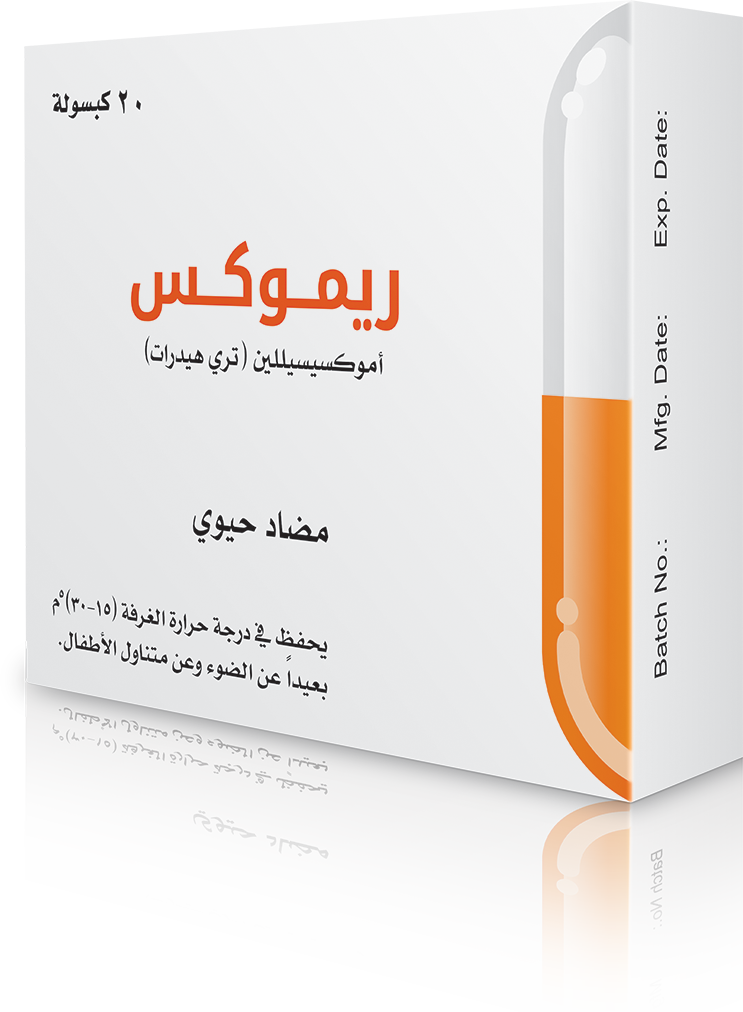 ٢٠ كبسولة
ريموكس
أموكسيسيللين (تري هيدرات)
مضاد حيوي
يحفظ في درجة حرارة الغرفة (١٥-٣٠)°م
بعيداً عن الضوء وعن متناول الأطفال.
Batch No.: Mfg. Date: Exp. Date: